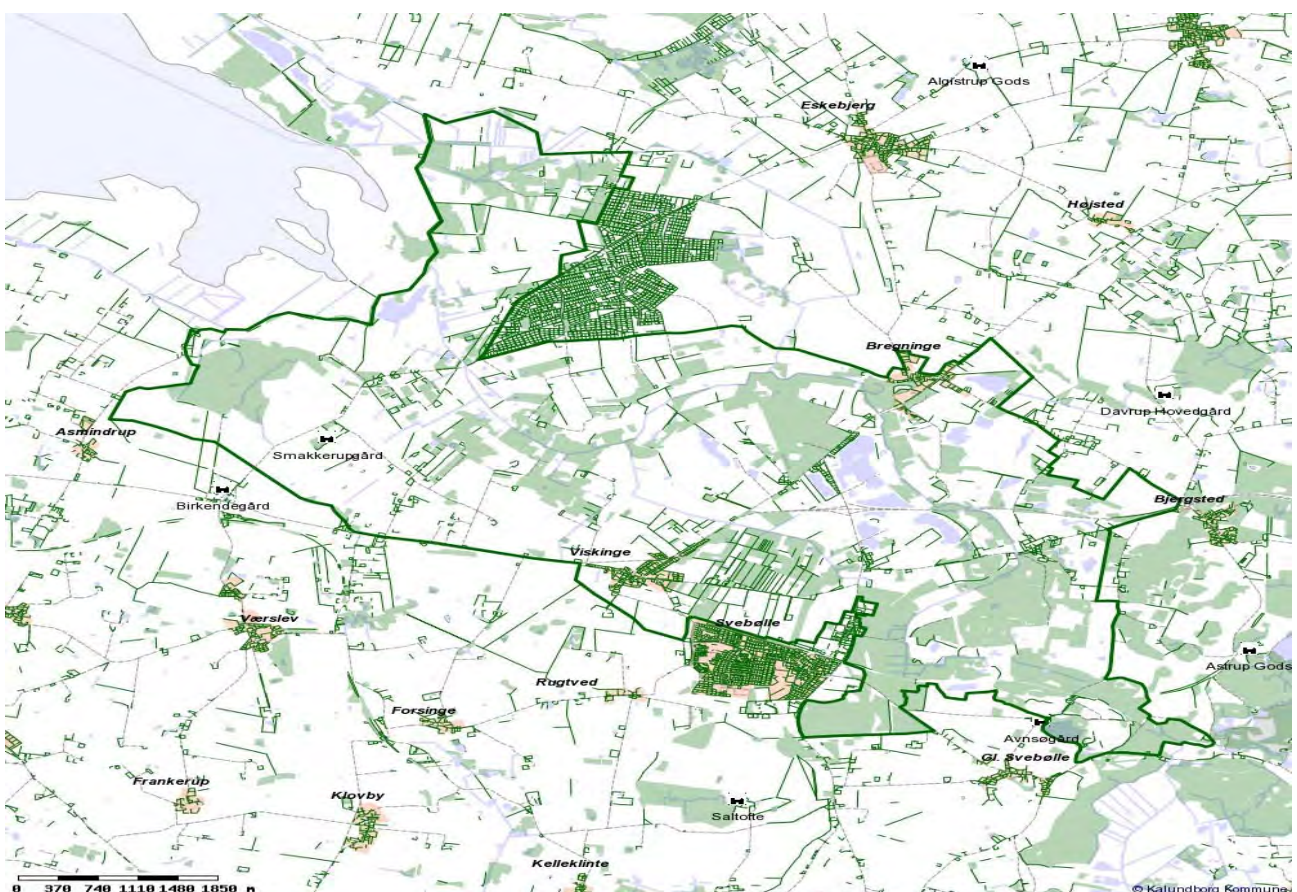 Algistrup Gods
Eskebjerg
Højsted
Bregninge
Davrup Hovedgård
Asmindrup
Smakkerupgård
Birkendegård
Bjergsted
Viskinge
Værslev
Svebølle
Astrup Gods
Rugtved
Forsinge
Avnsøgård
Gl. Svebølle
Frankerup
Klovby
Saltofte
Kelleklinte
0 370 740 1110 1480 1850 m
© Kalundborg Kommune